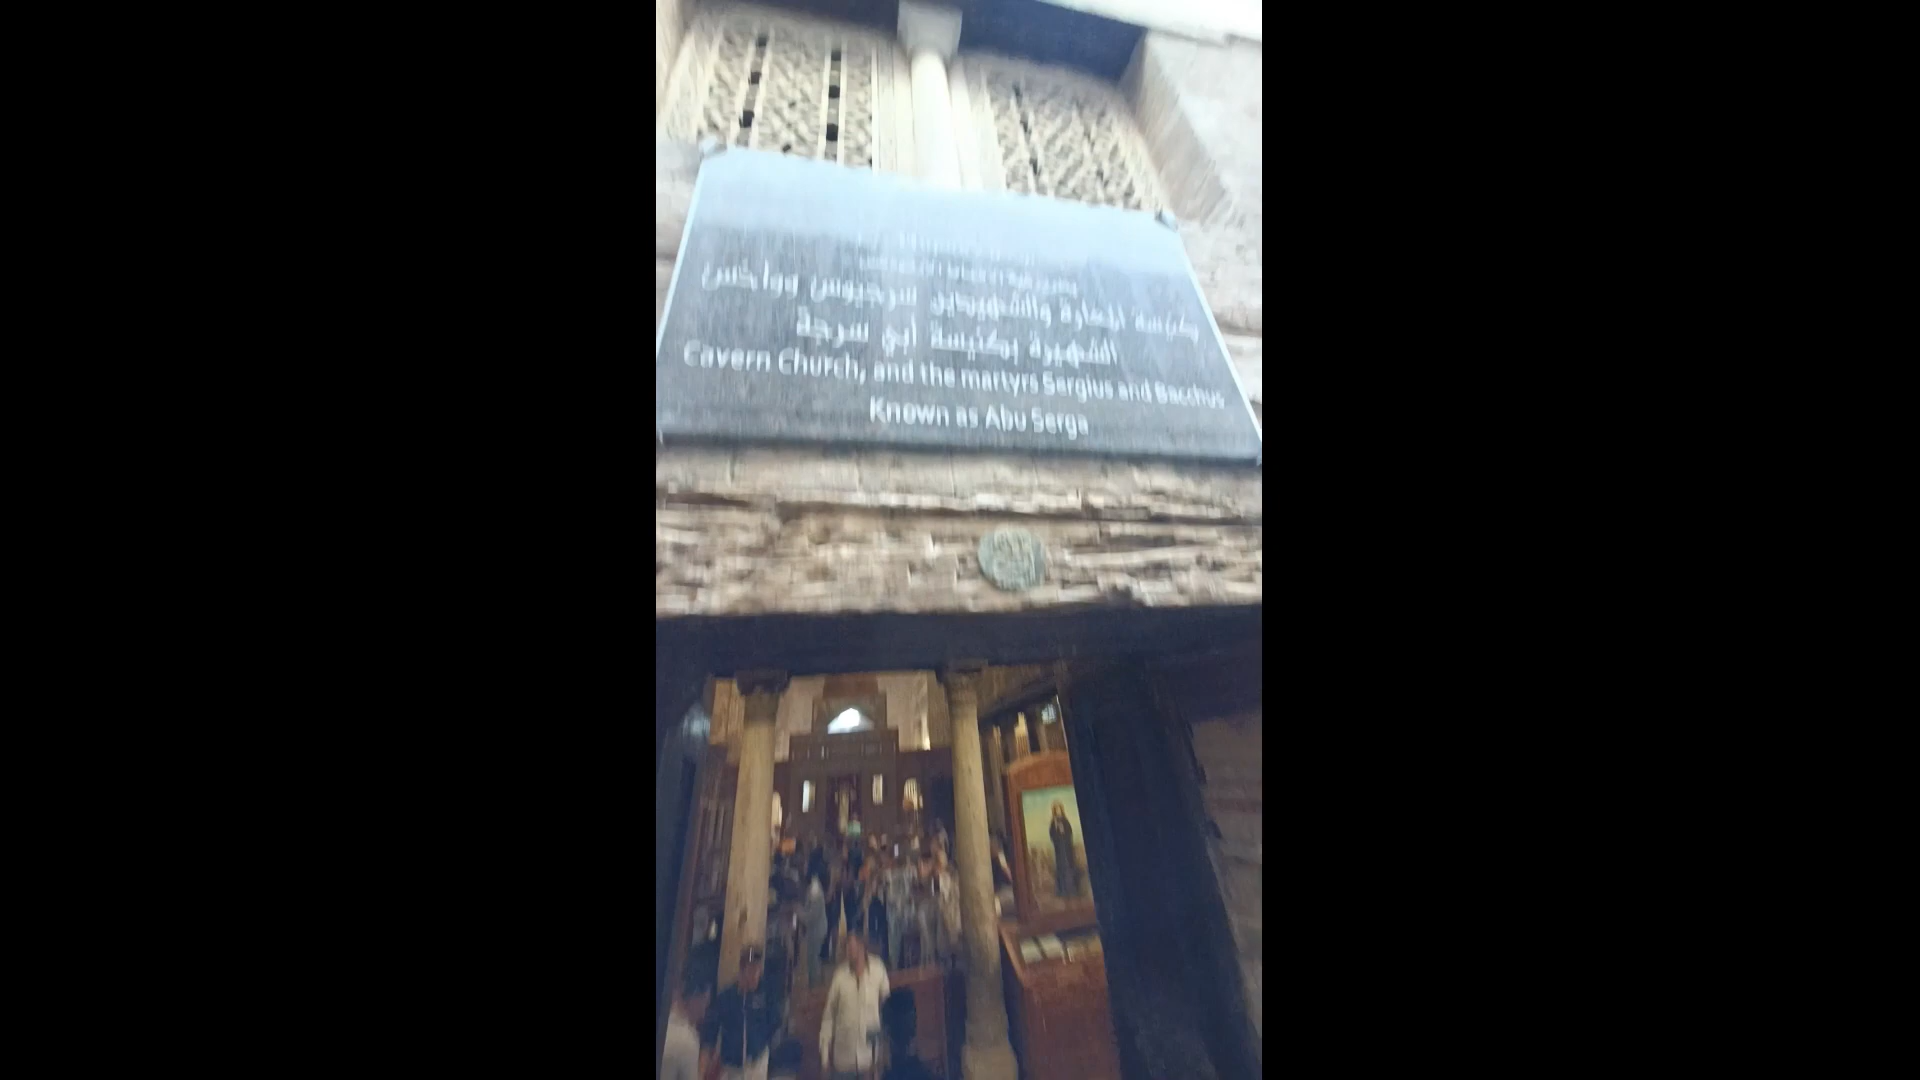 كنيسة المغارة والشهيدين سرجيوس وواخس
الشهيرة بكنيسة أبي سرجة
Cavern Church, and the martyrs Sergius and Bacchus
Known as Abu Serga